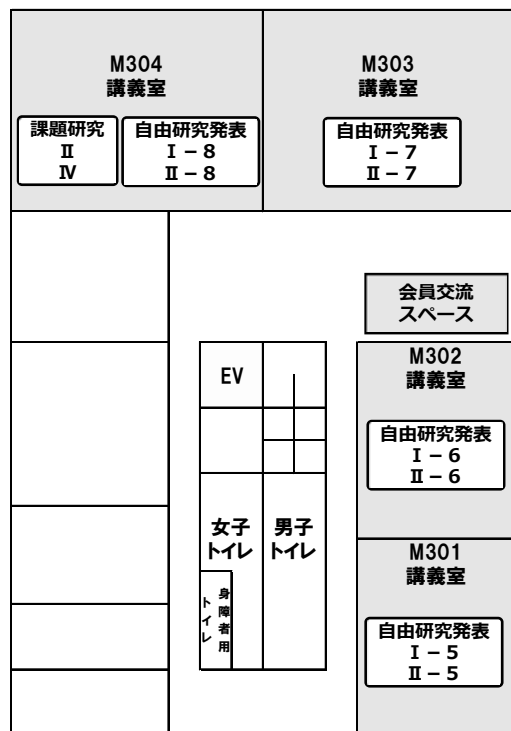 M304
講義室
課題研究
Ⅱ
Ⅳ
自由研究発表
Ⅰ－8
Ⅱ－8
M303
講義室
自由研究発表
Ⅰ－7
Ⅱ－7
会員交流
スペース
M302
講義室
自由研究発表
Ⅰ－6
Ⅱ－6
EV
女子
トイレ
男子
トイレ
身障者用
トイレ
M301
講義室
自由研究発表
Ⅰ－5
Ⅱ－5